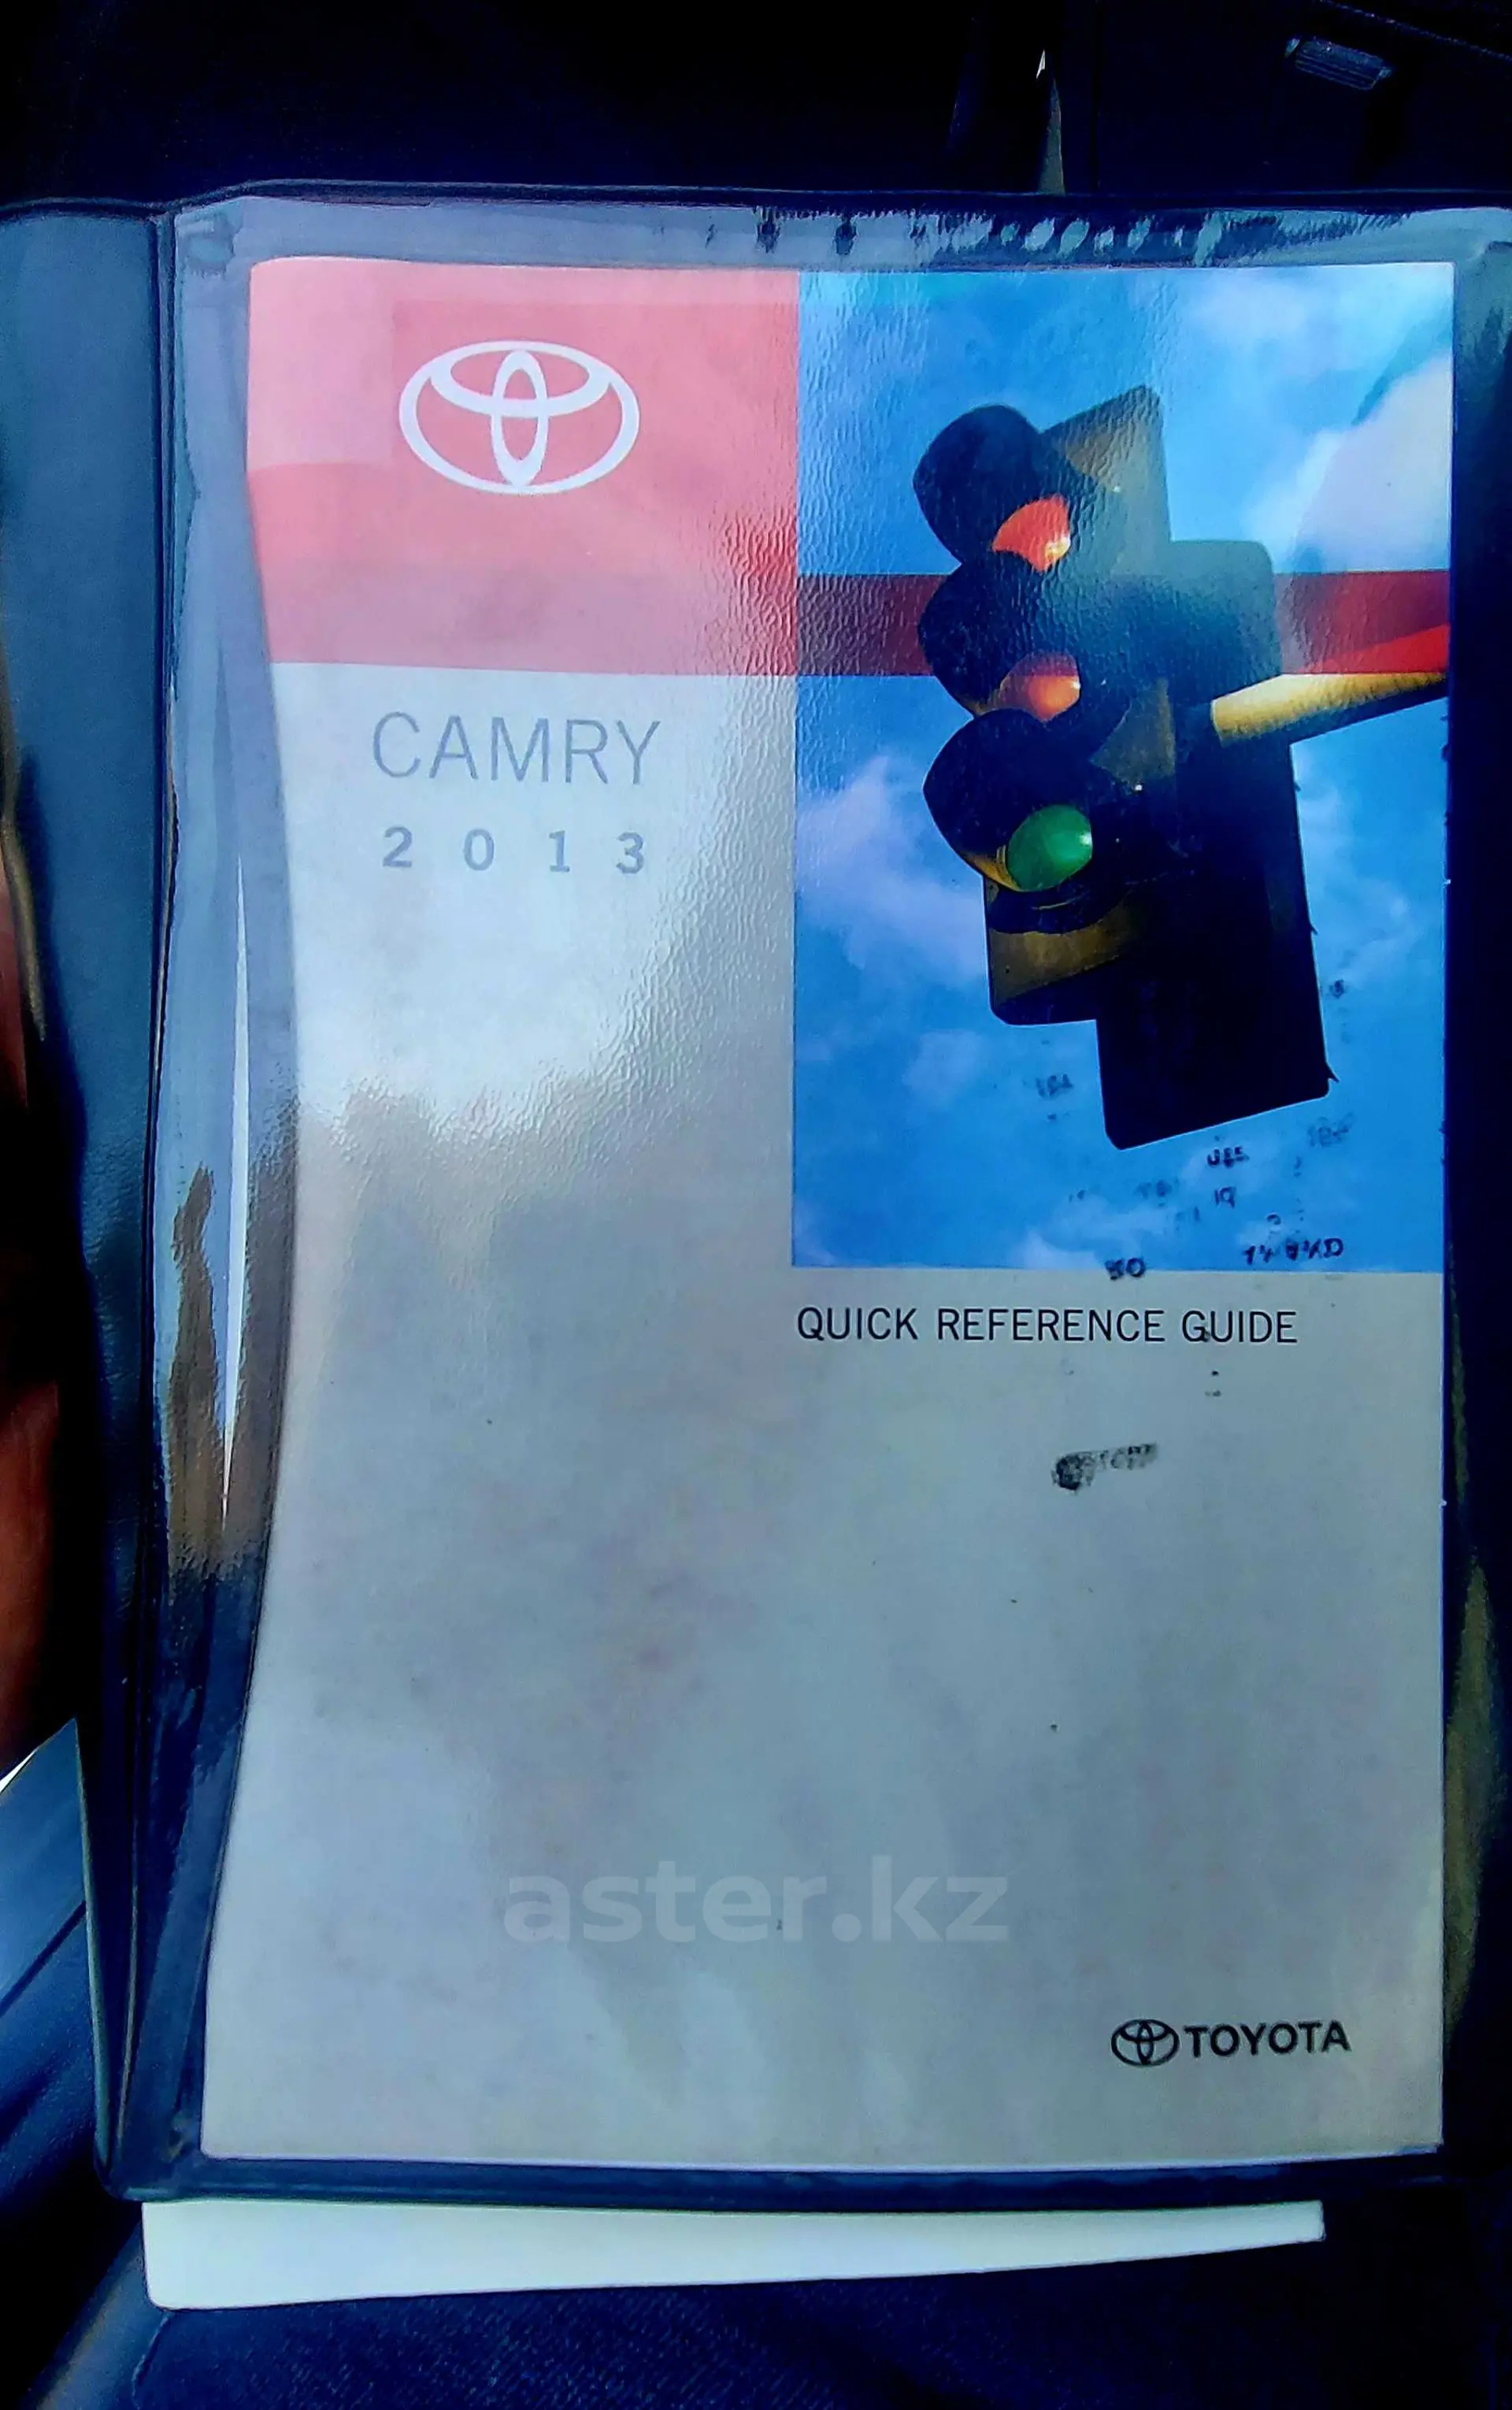 CAMRY
2013
QUICK REFERENCE GUIDE
aster.kz
TOYOTA